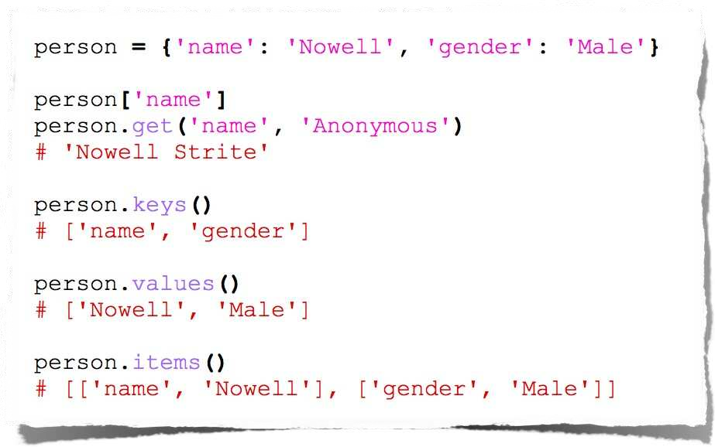 person = {'name': 'Nowell', 'gender': 'Male'}
person['name']
person.get('name', 'Anonymous')
# 'Nowell Strite'
person.keys()
# ['name', 'gender']
person.values()
# ['Nowell', 'Male']
person.items()
# [['name', 'Nowell'], ['gender', 'Male']]